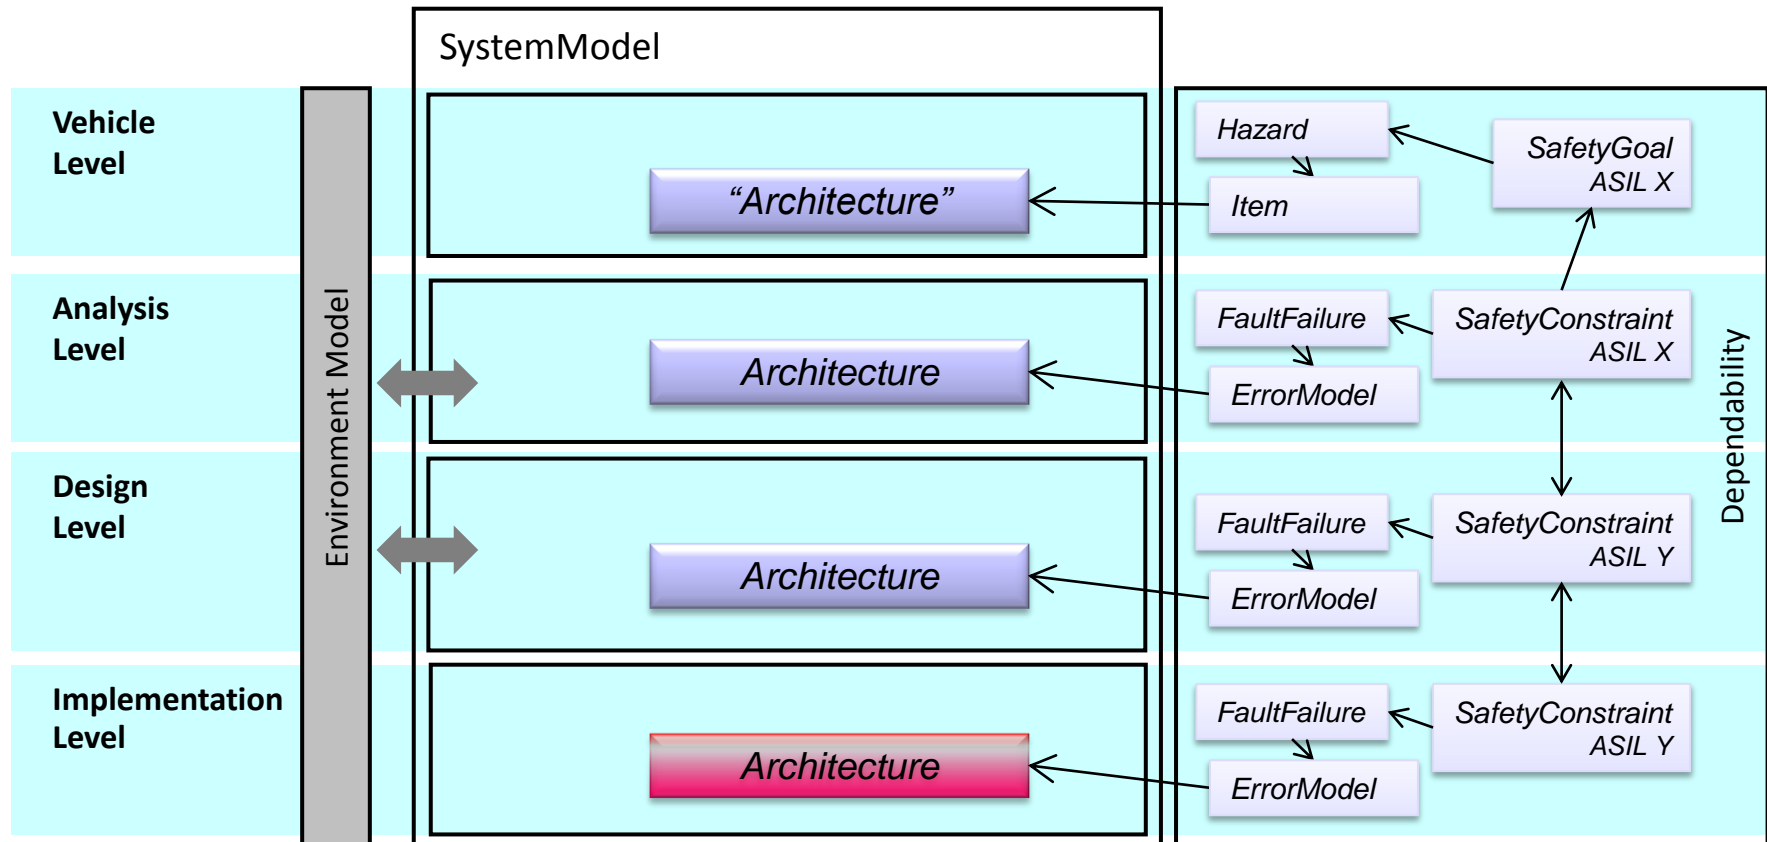 SystemModel
Vehicle
Level
“Architecture”
Hazard
Item
SafetyGoal
ASIL X
Analysis
Level
Architecture
FaultFailure
ErrorModel
SafetyConstraint
ASIL X
Design
Level
Architecture
FaultFailure
ErrorModel
SafetyConstraint
ASIL Y
Implementation
Level
Architecture
FaultFailure
ErrorModel
SafetyConstraint
ASIL Y
Environment Model
Dependability